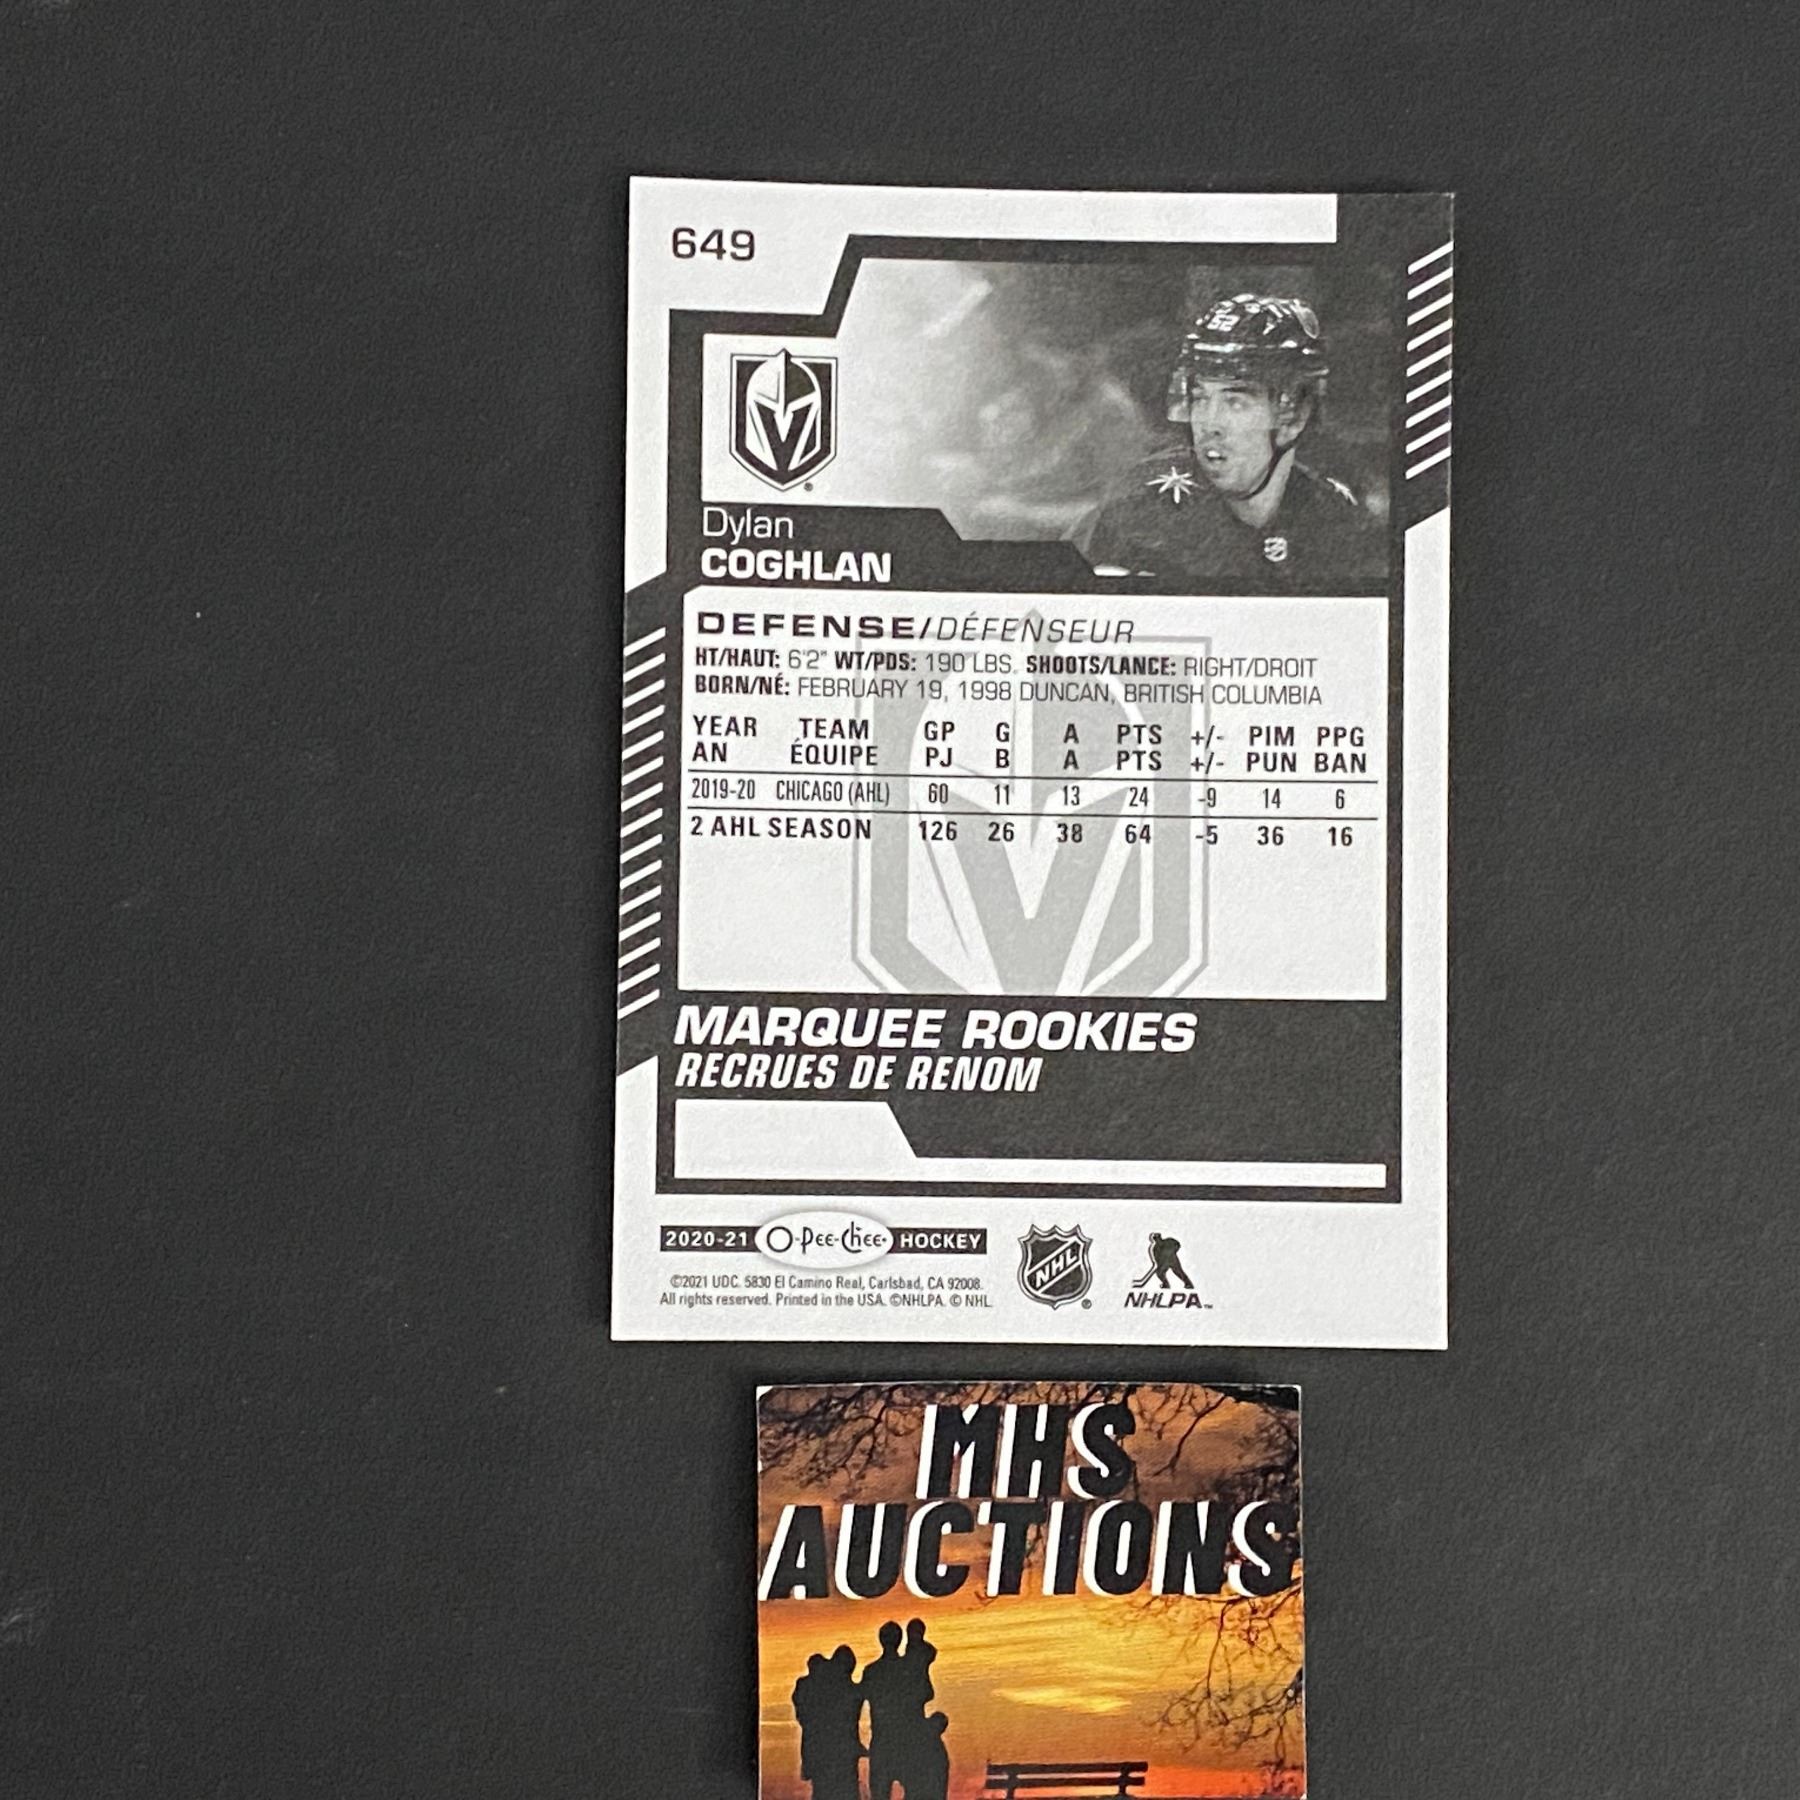 649
52
Dylan
COGHLAN
DEFENSE/DÉFENSEUR
HT/HAUT: 6'2" WT/PDS: 190 LBS. SHOOTS/LANCE: RIGHT/DROIT
BORN/NÉ: FEBRUARY 19, 1998 DUNCAN, BRITISH COLUMBIA
YEAR TEAM GP G A PTS +/- PIM PPG
AN ÉQUIPE PJ B A PTS +/- PUN BAN
2019-20 CHICAGO (AHL) 60 11 13 24 -9 14 6
2 AHL SEASON 126 26 38 64 -5 36 16
MARQUEE ROOKIES
RECRUES DE RENOM
2020-21 O-Pee-Chee HOCKEY
©2021 UDC. 5830 El Camino Real, Carlsbad, CA 92008.
All rights reserved. Printed in the USA. ©NHLPA. © NHL.
NHL ®
NHLPA™
MHS
AUCTIONS